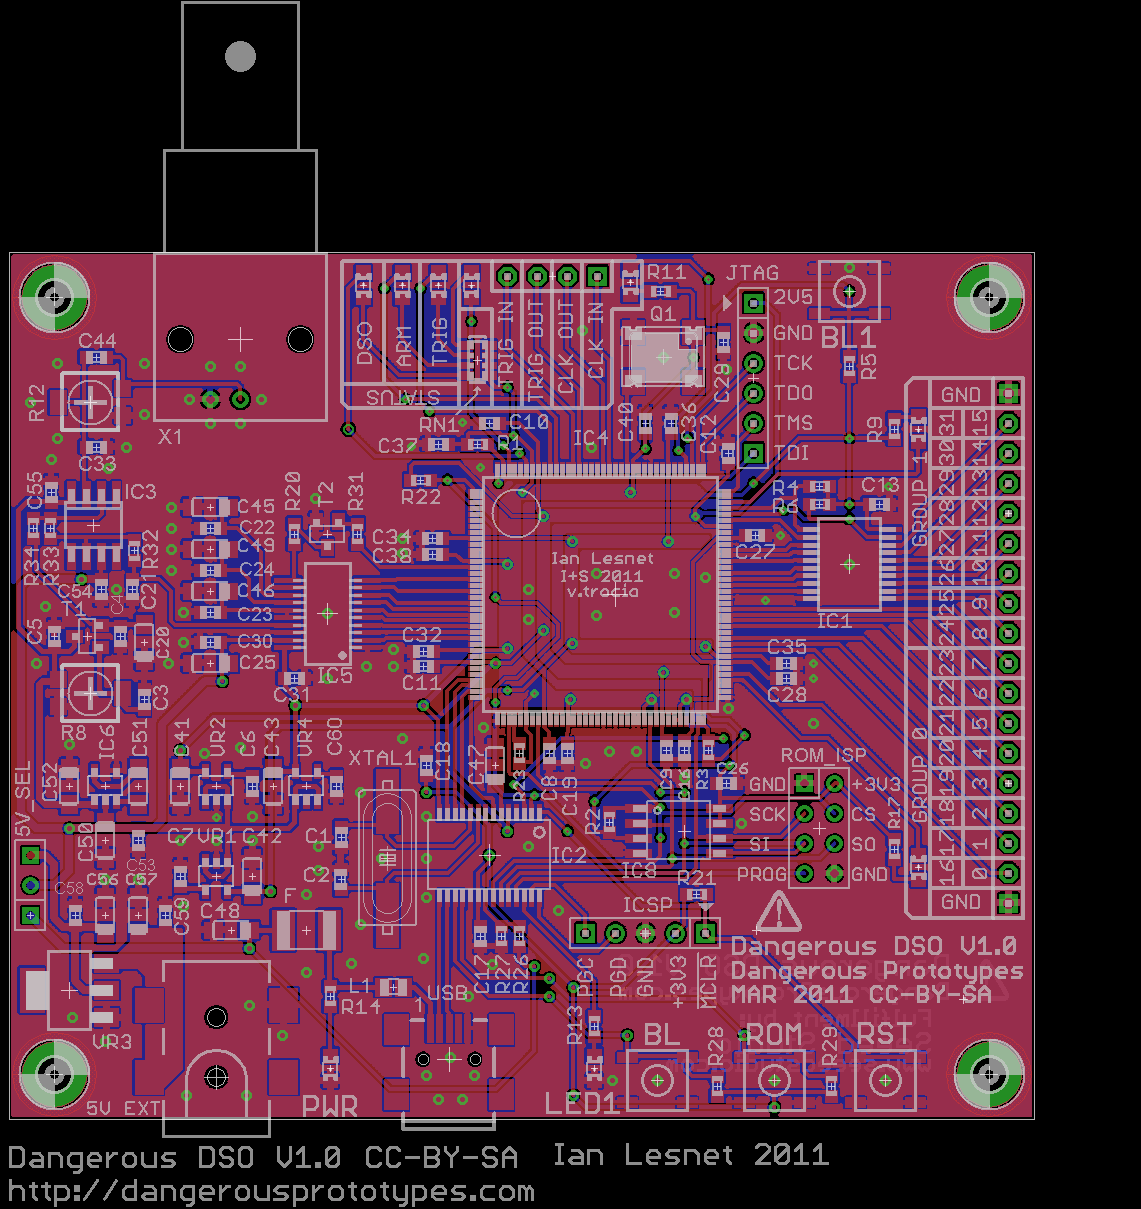 R11
JTAG
2V5
Q1
GND
BL1
C44
DSO
ARM
TRIG
TRIG IN
TRIG OUT
CLK OUT
CLK IN
TCK
C29
R5
R12
TDO
GND
STATUS
RN1
C10
C40
C36
C12
TMS
R9
31
15
X1
C37
R1
IC4
TDI
30
14
C33
GROUP 1
C55
IC3
R20
T2
R31
R22
R4
R6
C13
29
13
C45
28
12
C22
C34
C38
R34
R33
R32
C49
C27
27
11
Ian Lesnet
I+S 2011
v.tracia
C24
26
10
C54
C4
C21
C46
25
9
T1
C23
IC1
24
8
C5
C20
C30
C32
C35
23
7
C25
IC5
C11
C28
22
6
C3
C31
R8
21
5
IC6
C51
C41
VR2
C6
C43
VR4
C60
XTAL1
C18
C47
R23
C8
C19
C9
C16
R3
C26
ROM_ISP
GROUP 0
20
4
C52
GND
+3V3
19
3
5V_SEL
SCK
CS
R17
18
2
C50
C7
VR1
C42
C1
R2
IC2
SI
SO
17
1
C53
C58
C56
C57
C2
IC8
PROG
GND
16
0
R21
GND
C59
C48
F
ICSP
PGC
PGD
GND
+3V3
MCLR
Dangerous DSO V1.0
Dangerous Prototypes
MAR 2011 CC-BY-SA
C17
R27
R26
L1
USB
1
R14
R13
VR3
BL
R28
ROM
R29
RST
5V EXT
PWR
LED1
Dangerous DSO V1.0 CC-BY-SA Ian Lesnet 2011
http://dangerousprototypes.com